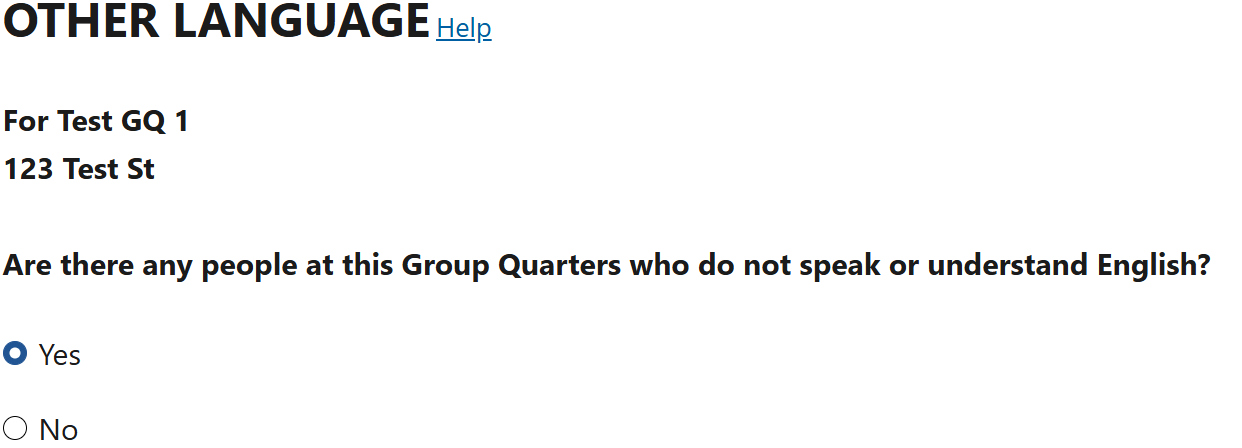 OTHER LANGUAGE Help
For Test GQ 1
123 Test St
Are there any people at this Group Quarters who do not speak or understand English?
Yes
No